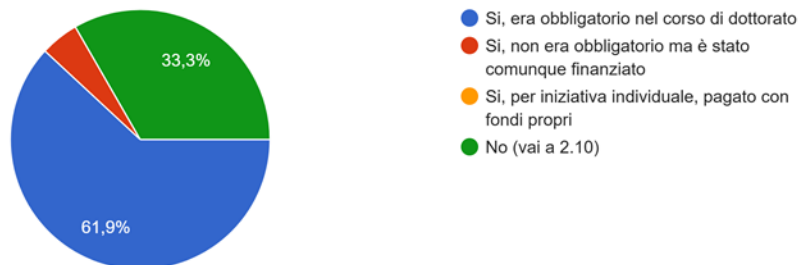 33,3%
61,9%
Si, era obbligatorio nel corso di dottorato
Si, non era obbligatorio ma è stato
comunque finanziato
Si, per iniziativa individuale, pagato con
fondi propri
No (vai a 2.10)